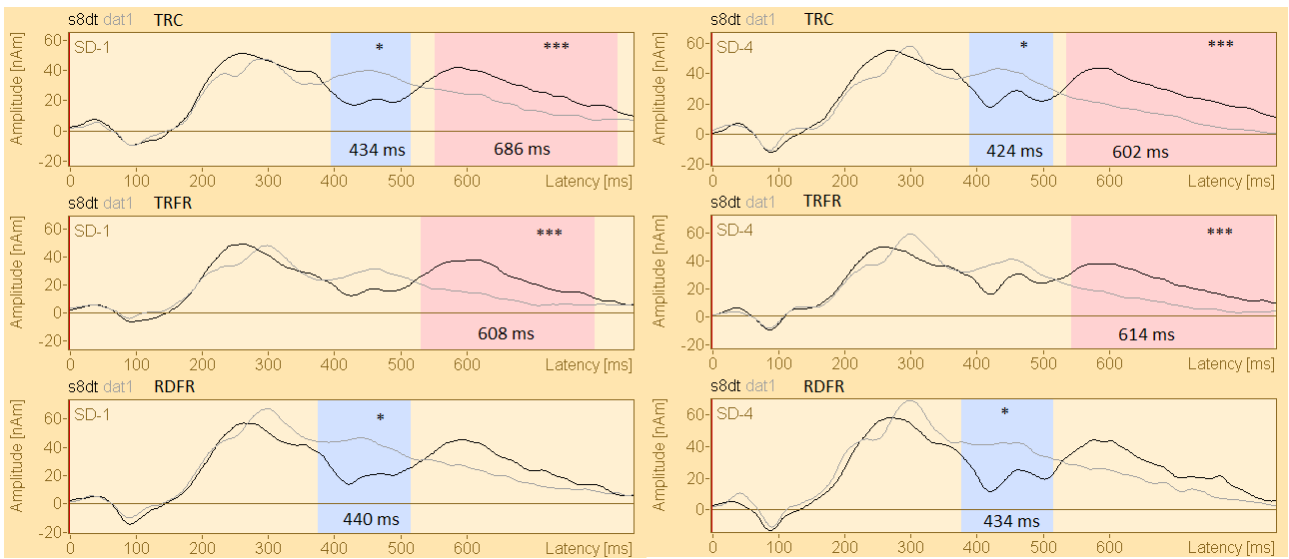 s8dt dat1 TRC
Amplitude [nAm]
60
40
20
0
-20
SD-1
*
***
434 ms
686 ms
0 100 200 300 400 500 600 Latency [ms]
s8dt dat1 TRC
Amplitude [nAm]
60
40
20
0
-20
SD-4
*
***
424 ms
602 ms
0 100 200 300 400 500 600 Latency [ms]
s8dt dat1 TRFR
Amplitude [nAm]
60
40
20
0
-20
SD-1
***
608 ms
0 100 200 300 400 500 600 Latency [ms]
s8dt dat1 TRFR
Amplitude [nAm]
60
40
20
0
-20
SD-4
***
614 ms
0 100 200 300 400 500 600 Latency [ms]
s8dt dat1 RDFR
Amplitude [nAm]
60
40
20
0
-20
SD-1
*
440 ms
0 100 200 300 400 500 600 Latency [ms]
s8dt dat1 RDFR
Amplitude [nAm]
60
40
20
0
SD-4
*
434 ms
0 100 200 300 400 500 600 Latency [ms]